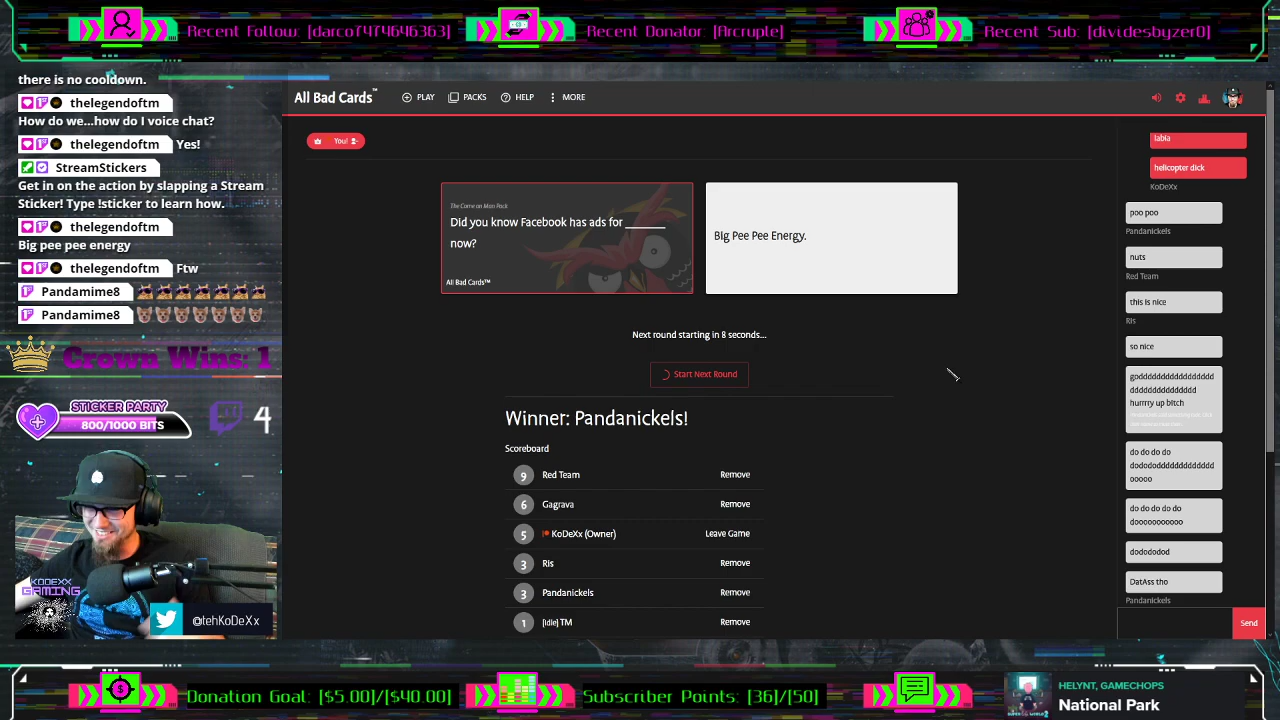 Recent Follow: [darco747464646363]
Recent Donator: [Arcruple]
Recent Sub: [dividesbyzer0]
there is no cooldown.
thelegendoftm
How do we...how do I voice chat?
thelegendoftm Yes!
StreamStickers
Get in on the action by slapping a Stream
Sticker! Type !sticker to learn how.
thelegendoftm
Big pee pee energy
thelegendoftm Ftw
Pandamime8
Pandamime8
Crown Wins: 1
STICKER PARTY
800/1000 BITS
4
KODEXX
GAMING
@tehKoDeXx
All Bad Cards™
PLAY
PACKS
HELP
MORE
You!
The Come on Man Pack
Did you know Facebook has ads for ______
now?
All Bad Cards™
Big Pee Pee Energy.
Next round starting in 8 seconds...
Start Next Round
Winner: Pandanickels!
Scoreboard
9 Red Team Remove
6 Gagrava Remove
5 KoDeXx (Owner) Leave Game
3 Ris Remove
3 Pandanickels Remove
1 [Idle] TM Remove
labia
helicopter dick
KoDeXx
poo poo
Pandanickels
nuts
Red Team
this is nice
Ris
so nice
godddddddddddddddddd
ddddddddddddddd
hurrrry up bitch
do do do do
dodododdddddddddddd
ooooo
do do do do do
doooooooooo
dodododod
DatAss tho
Pandanickels
Send
Donation Goal: [$5.00]/[$40.00]
Subscriber Points: [36]/[50]
HELYNT, GAMECHOPS
National Park